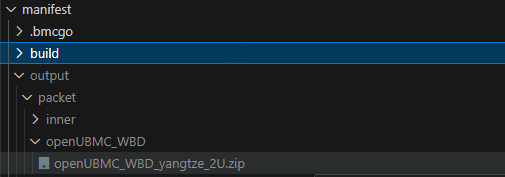 manifest
.bmcgo
build
output
packet
inner
openUBMC_WBD
openUBMC_WBD_yangtze_2U.zip